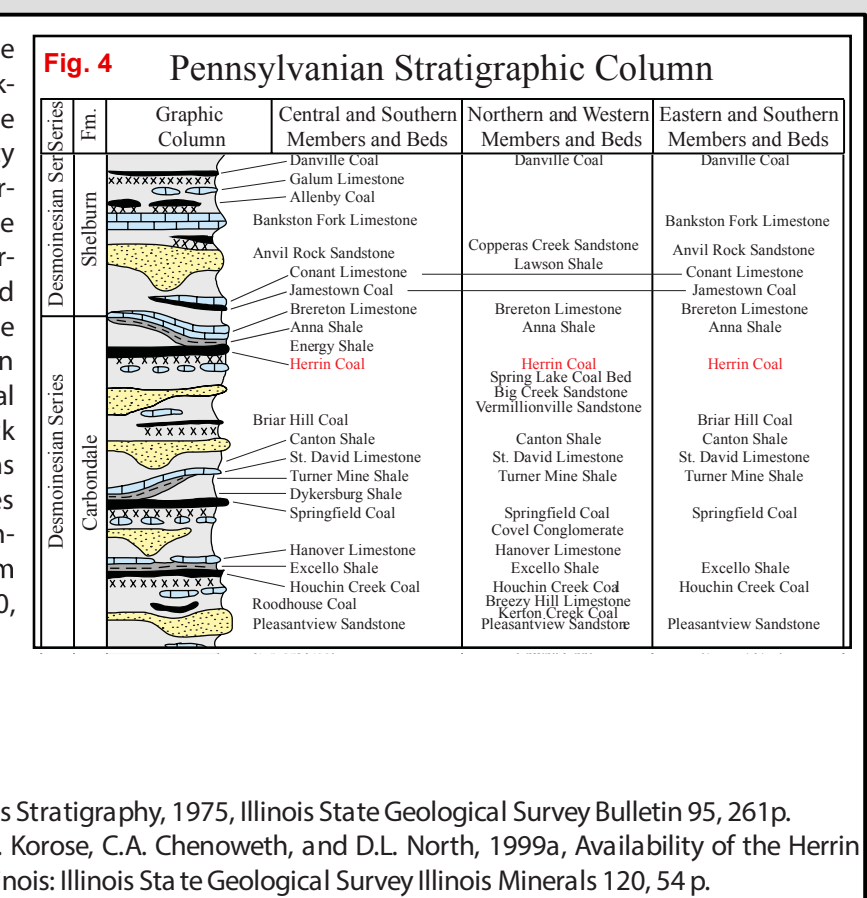 e
k-
e
y
r-
e
r-
d
e
n
al
k
as
es
n-
m
0,
Fig. 4
Pennsylvanian Stratigraphic Column
Series
Fm.
Graphic
Column
Central and Southern
Members and Beds
Northern and Western
Members and Beds
Eastern and Southern
Members and Beds
Desmoinesian Ser
Shelburn
Desmoinesian Series
Carbondale
Danville Coal
Galum Limestone
Allenby Coal
Bankston Fork Limestone
Anvil Rock Sandstone
Conant Limestone
Jamestown Coal
Brereton Limestone
Anna Shale
Energy Shale
Herrin Coal
Briar Hill Coal
Canton Shale
St. David Limestone
Turner Mine Shale
Dykersburg Shale
Springfield Coal
Hanover Limestone
Excello Shale
Houchin Creek Coal
Roodhouse Coal
Pleasantview Sandstone
Danville Coal
Copperas Creek Sandstone
Lawson Shale
Brereton Limestone
Anna Shale
Herrin Coal
Spring Lake Coal Bed
Big Creek Sandstone
Vermillionville Sandstone
Canton Shale
St. David Limestone
Turner Mine Shale
Springfield Coal
Covel Conglomerate
Hanover Limestone
Excello Shale
Houchin Creek Coal
Breezy Hill Limestone
Kerton Creek Coal
Pleasantview Sandstone
Danville Coal
Bankston Fork Limestone
Anvil Rock Sandstone
Conant Limestone
Jamestown Coal
Brereton Limestone
Anna Shale
Herrin Coal
Briar Hill Coal
Canton Shale
St. David Limestone
Turner Mine Shale
Springfield Coal
Excello Shale
Houchin Creek Coal
Pleasantview Sandstone
s Stratigraphy, 1975, Illinois State Geological Survey Bulletin 95, 261p.
. Korose, C.A. Chenoweth, and D.L. North, 1999a, Availability of the Herrin
inois: Illinois State Geological Survey Illinois Minerals 120, 54 p.